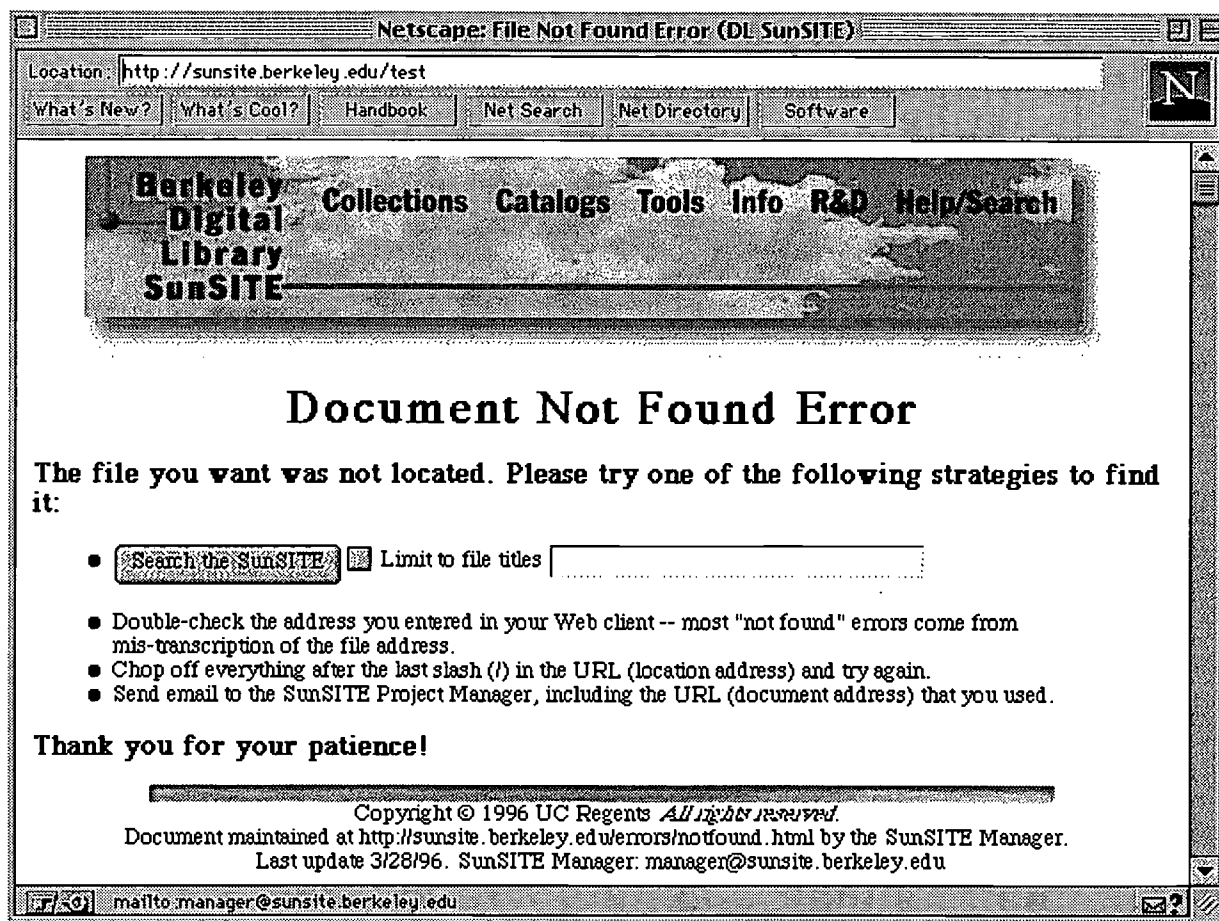 Netscape: File Not Found Error (DL SunSITE)
Location: http://sunsite.berkeley.edu/test
What's New? What's Cool? Handbook Net Search Net Directory Software
N
Berkeley
Digital
Library
SunSITE
Collections Catalogs Tools Info R&D Help/Search
Document Not Found Error
The file you want was not located. Please try one of the following strategies to find
it:
Search the SunSITE Limit to file titles
Double-check the address you entered in your Web client -- most "not found" errors come from
mis-transcription of the file address.
Chop off everything after the last slash (/) in the URL (location address) and try again.
Send email to the SunSITE Project Manager, including the URL (document address) that you used.
Thank you for your patience!
Copyright © 1996 UC Regents All rights reserved.
Document maintained at http://sunsite.berkeley.edu/errors/notfound.html by the SunSITE Manager.
Last update 3/28/96. SunSITE Manager: manager@sunsite.berkeley.edu
mailto:manager@sunsite.berkeley.edu
?